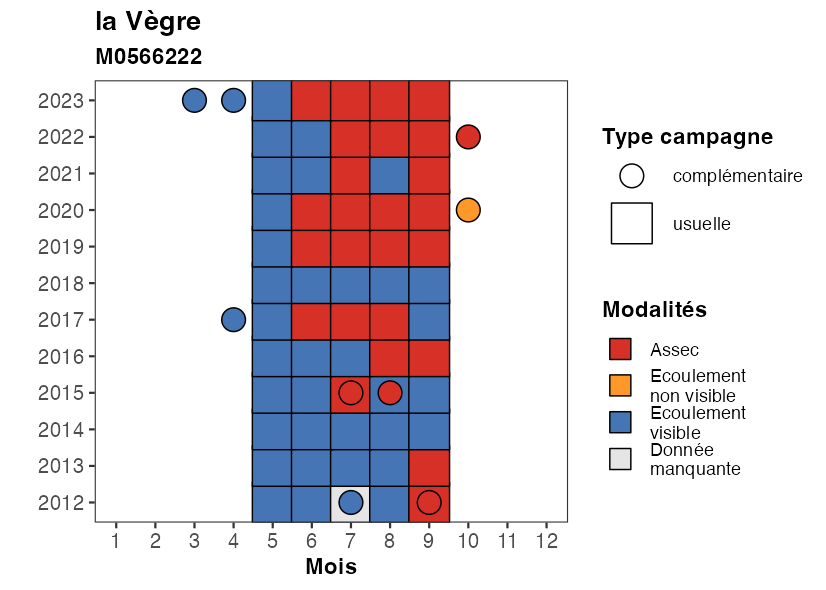 la Vègre
M0566222
2023
2022
2021
2020
2019
2018
2017
2016
2015
2014
2013
2012
1 2 3 4 5 6 7 8 9 10 11 12
Mois
Type campagne
complémentaire
usuelle
Modalités
Assec
Ecoulement
non visible
Ecoulement
visible
Donnée
manquante